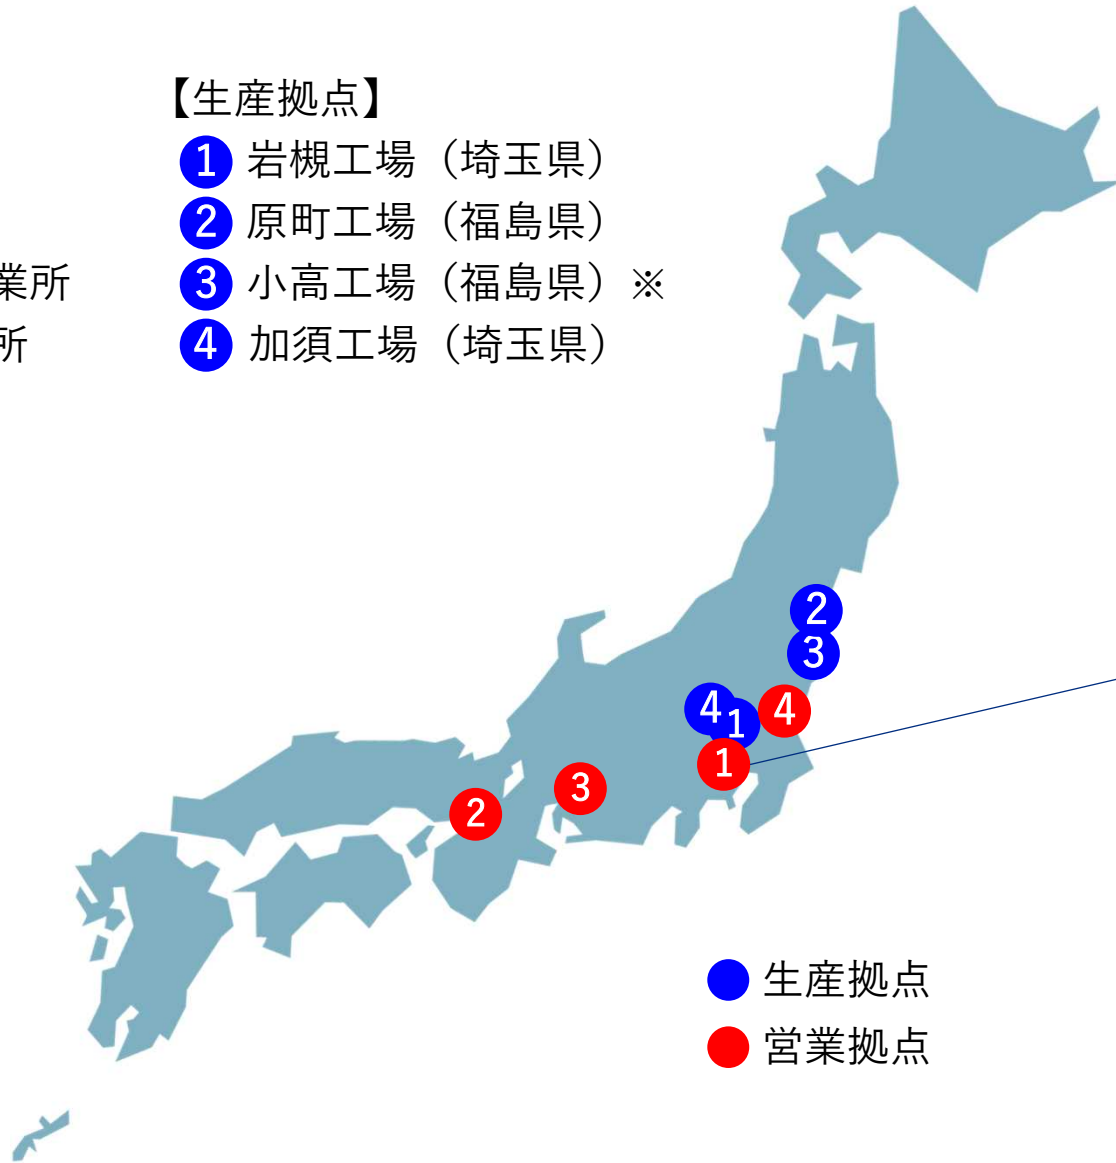 【生産拠点】
1 岩槻工場（埼玉県）
2 原町工場（福島県）
業所
3 小高工場（福島県）※
所
4 加須工場（埼玉県）
2
3
4
1
4
1
3
2
生産拠点
営業拠点